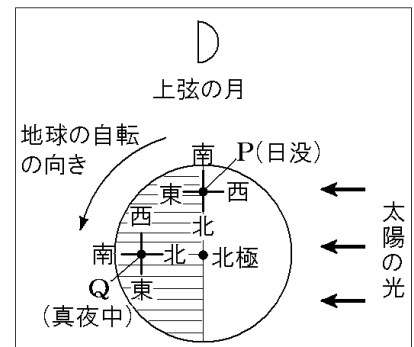 上弦の月
地球の自転
の向き
南
P(日没)
東
西
北
西
南
北
東
Q
(真夜中)
北極
太陽の光